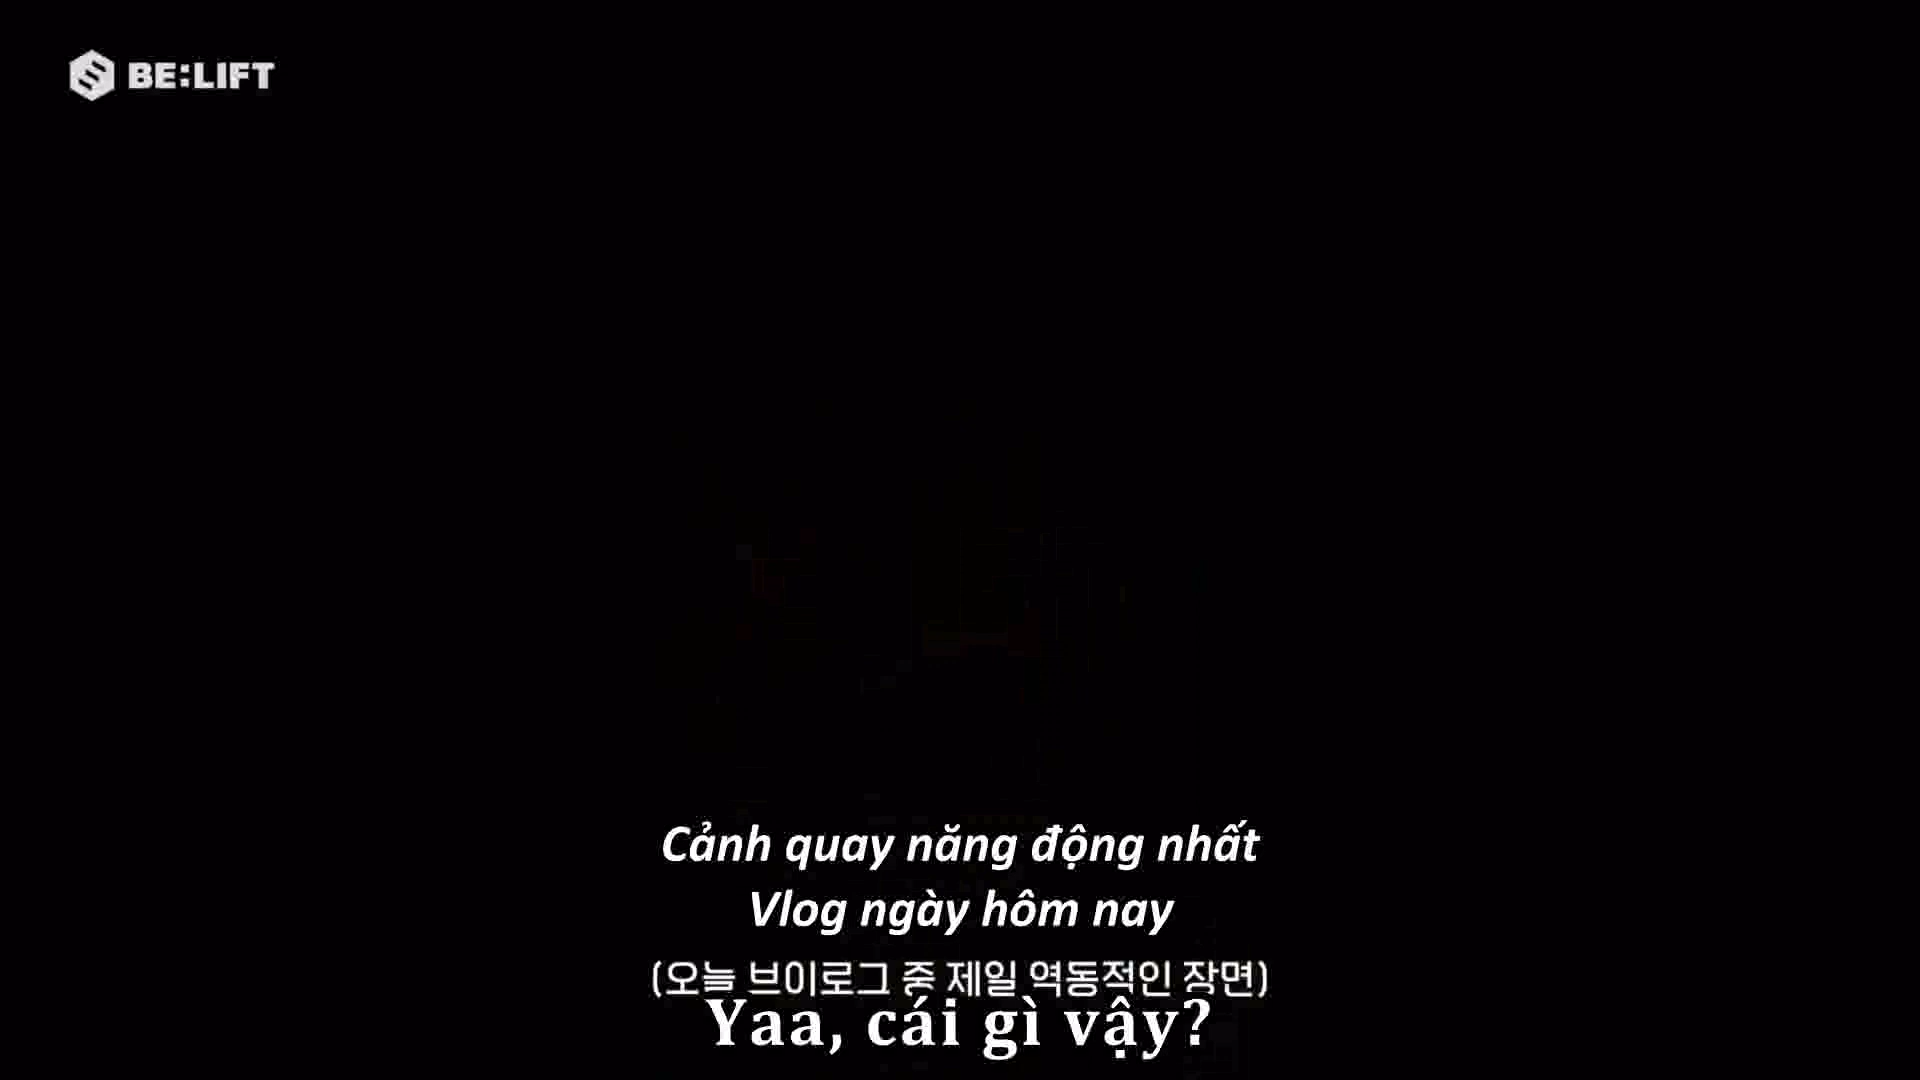 BE:LIFT
Cảnh quay năng động nhất
Vlog ngày hôm nay
(오늘 브이로그 중 제일 역동적인 장면)
Yaa, cái gì vậy?